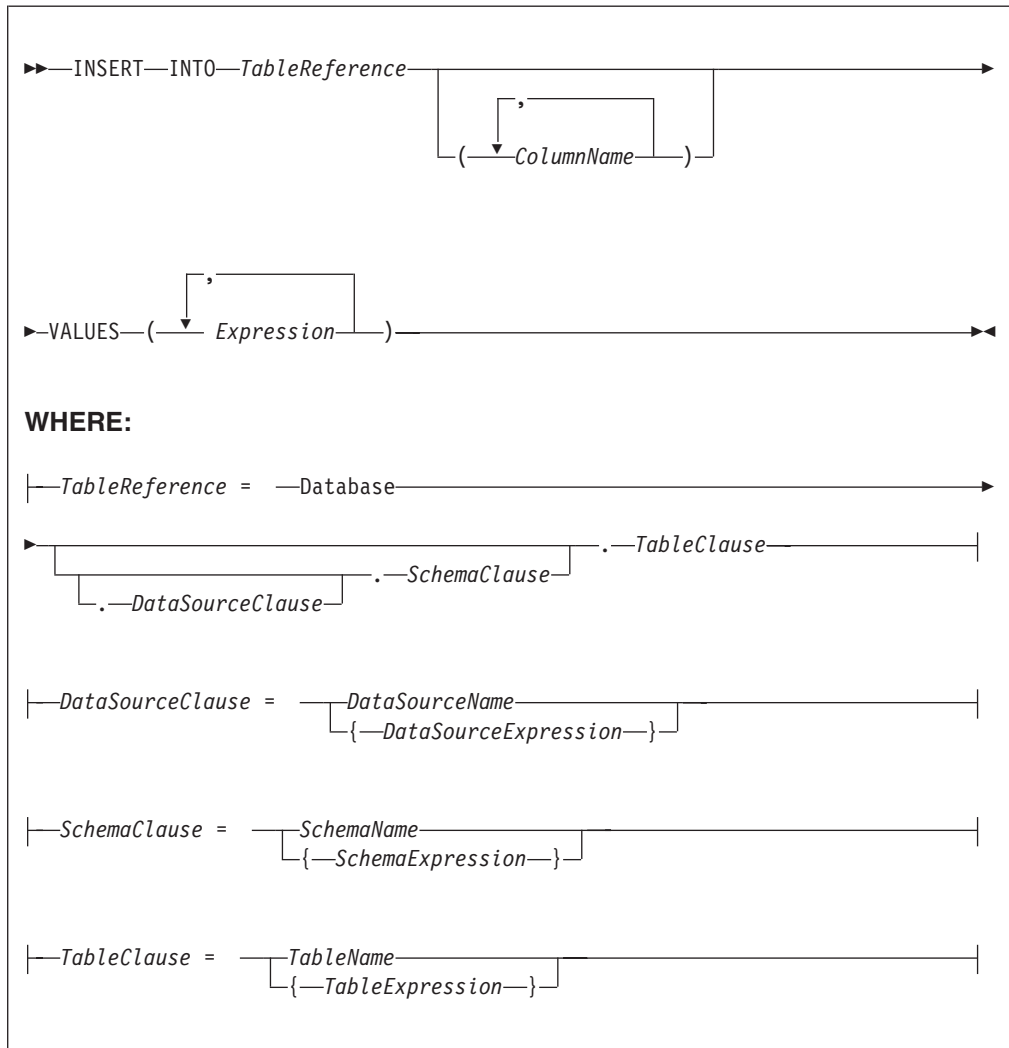 INSERT INTO TableReference
,
( ColumnName )
,
VALUES ( Expression )
WHERE:
TableReference = Database
. TableClause
. SchemaClause
. DataSourceClause
DataSourceClause = DataSourceName
{ DataSourceExpression }
SchemaClause = SchemaName
{ SchemaExpression }
TableClause = TableName
{ TableExpression }